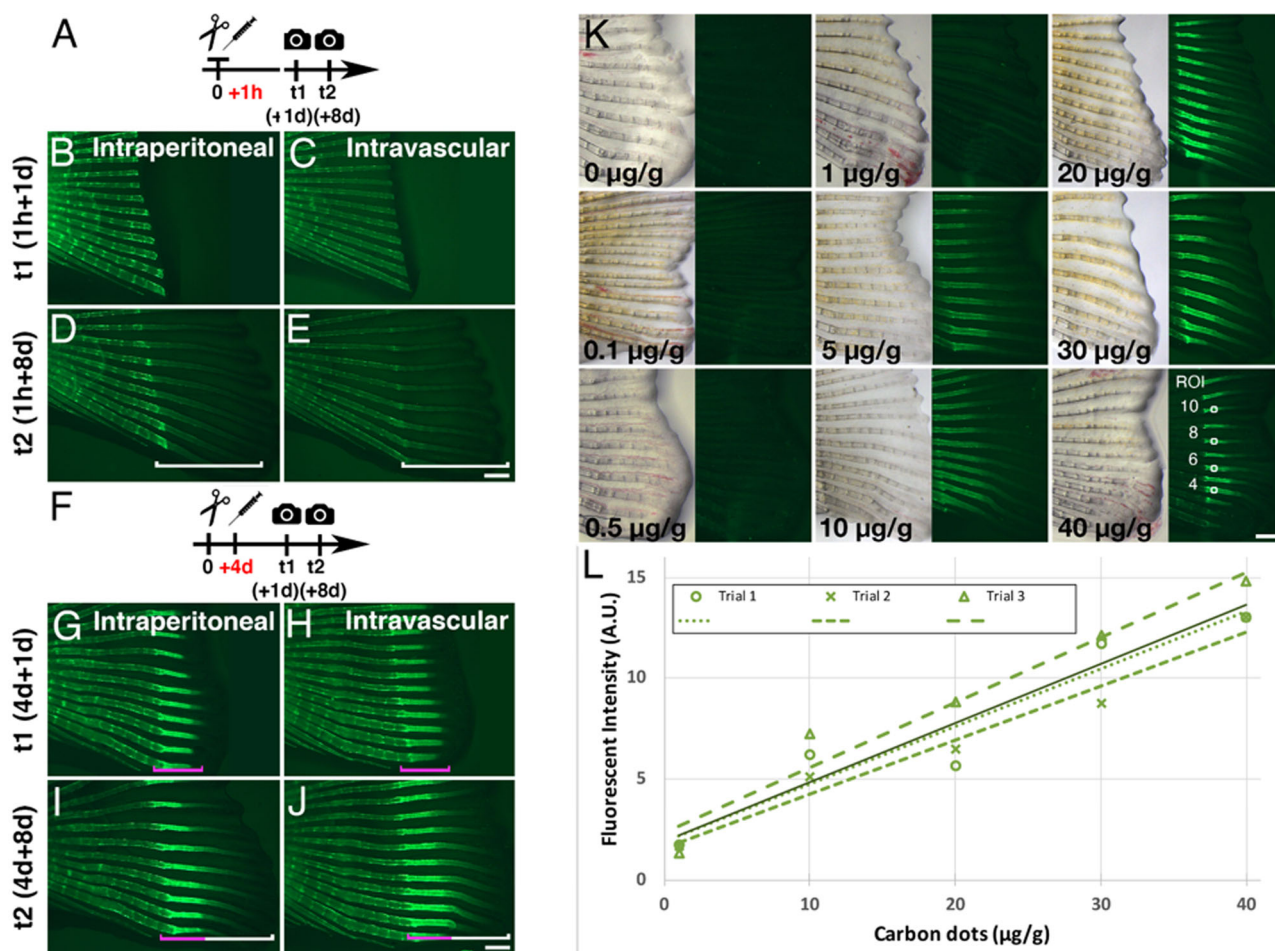 A
0 +1h t1 t2
(+1d)(+8d)
B Intraperitoneal
C Intravascular
t1 (1h+1d)
D
E
t2 (1h+8d)
F
0 +4d t1 t2
(+1d)(+8d)
G Intraperitoneal
H Intravascular
t1 (4d+1d)
I
J
t2 (4d+8d)
K
0 µg/g
1 µg/g
20 µg/g
0.1 µg/g
5 µg/g
30 µg/g
0.5 µg/g
10 µg/g
40 µg/g
ROI
10
8
6
4
L
Trial 1 Trial 2 Trial 3
Fluorescent Intensity (A.U.)
15
10
5
0
0 10 20 30 40
Carbon dots (µg/g)